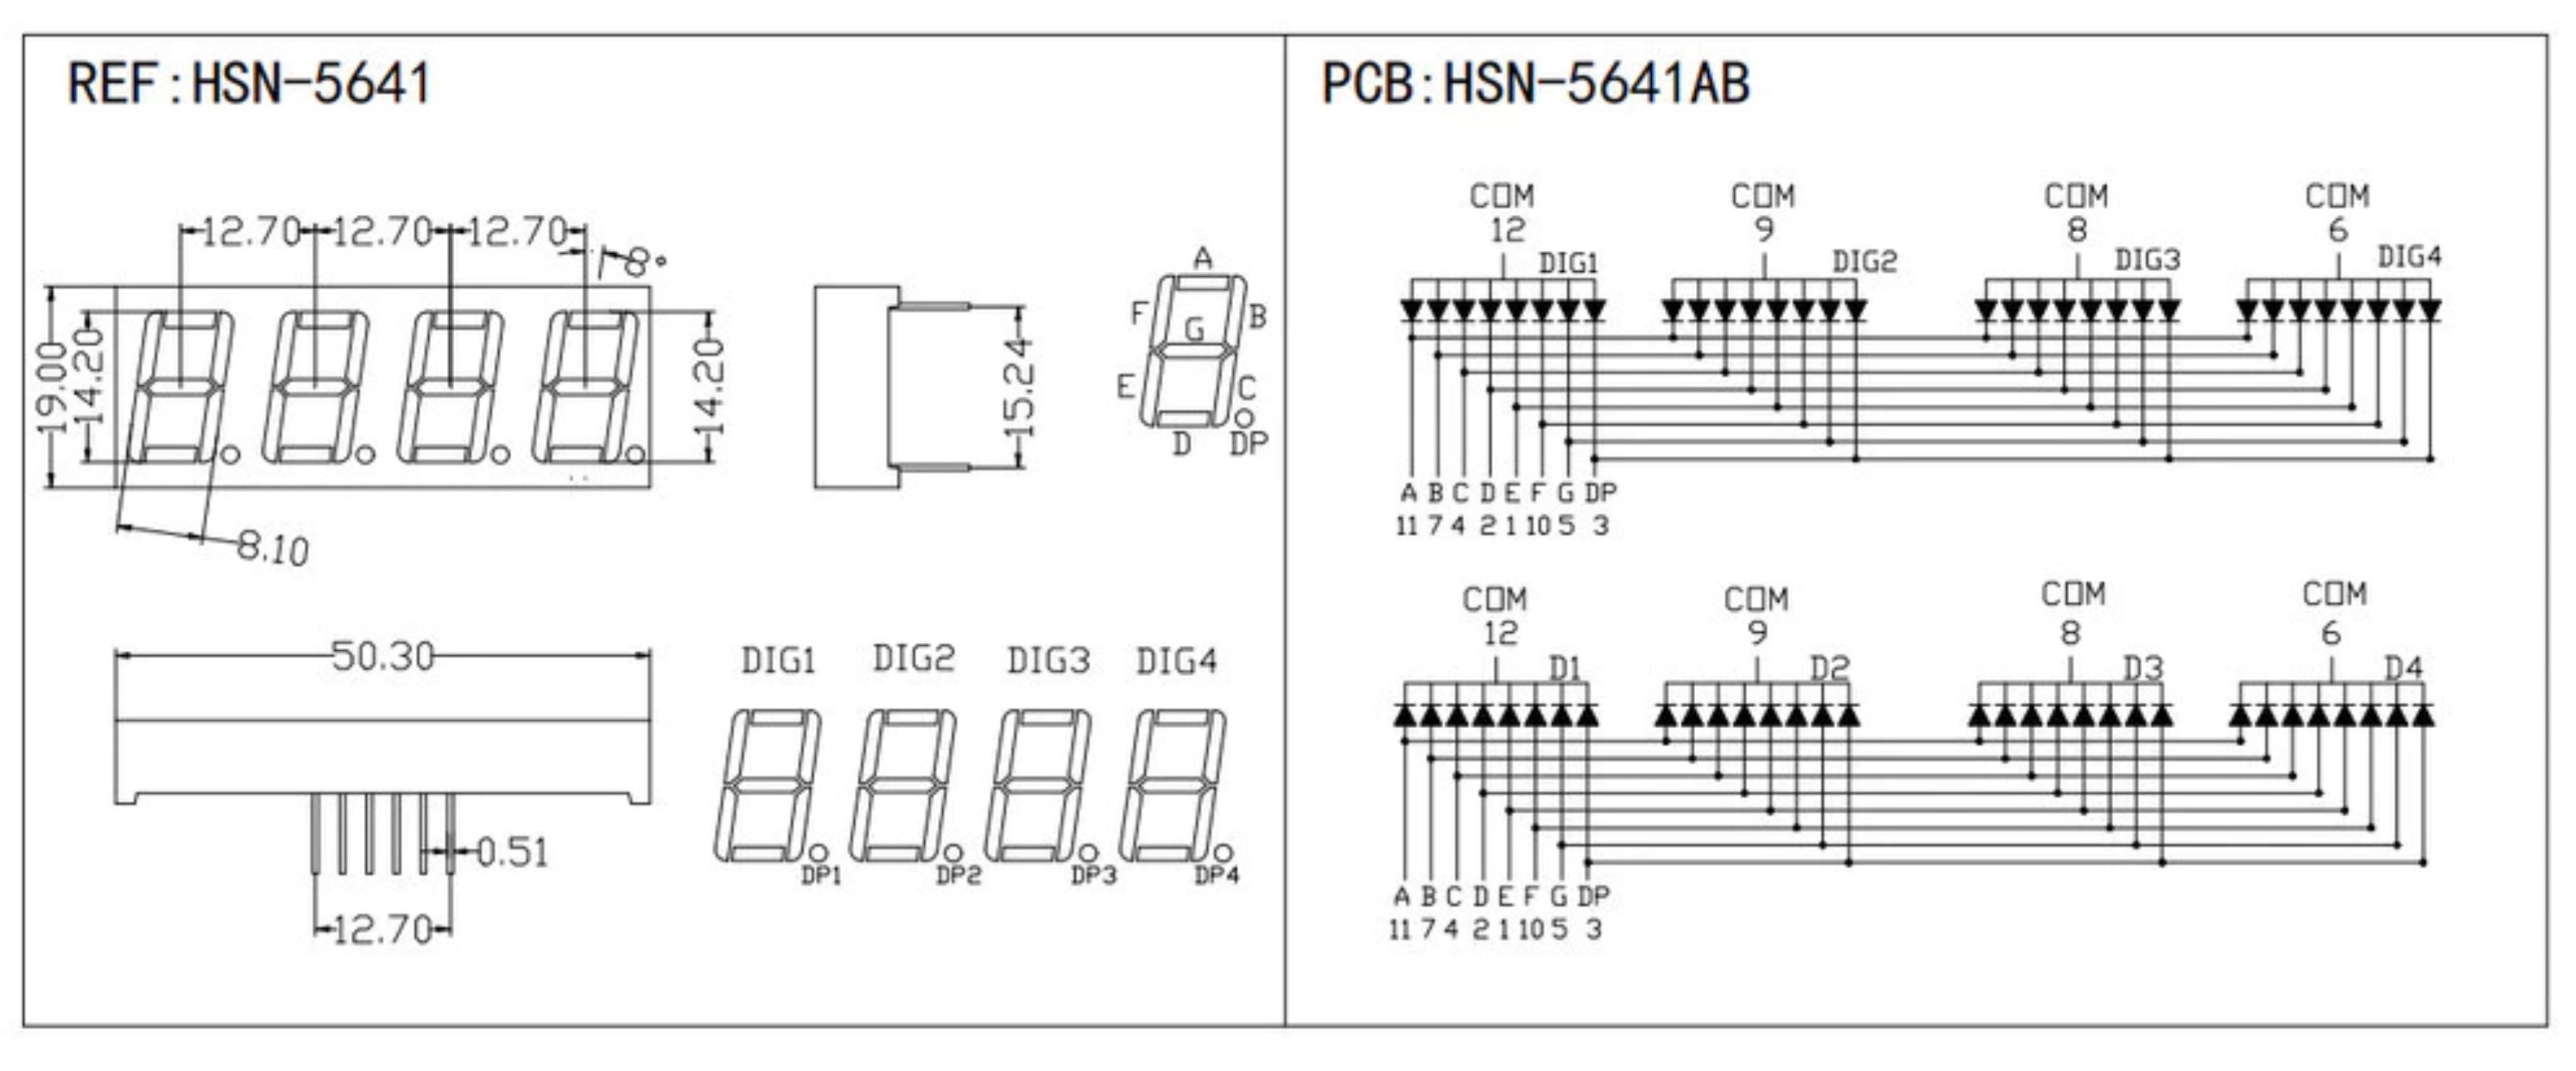 REF:HSN-5641
12.70 12.70 12.70
8°
19.00
14.20
14.20
8.10
15.24
A
F B
G
E C
D DP
50.30
0.51
12.70
DIG1 DIG2 DIG3 DIG4
DP1 DP2 DP3 DP4
PCB:HSN-5641AB
COM COM COM COM
12 9 8 6
DIG1 DIG2 DIG3 DIG4
A B C D E F G DP
11 7 4 2 1 10 5 3
COM COM COM COM
12 9 8 6
D1 D2 D3 D4
A B C D E F G DP
11 7 4 2 1 10 5 3